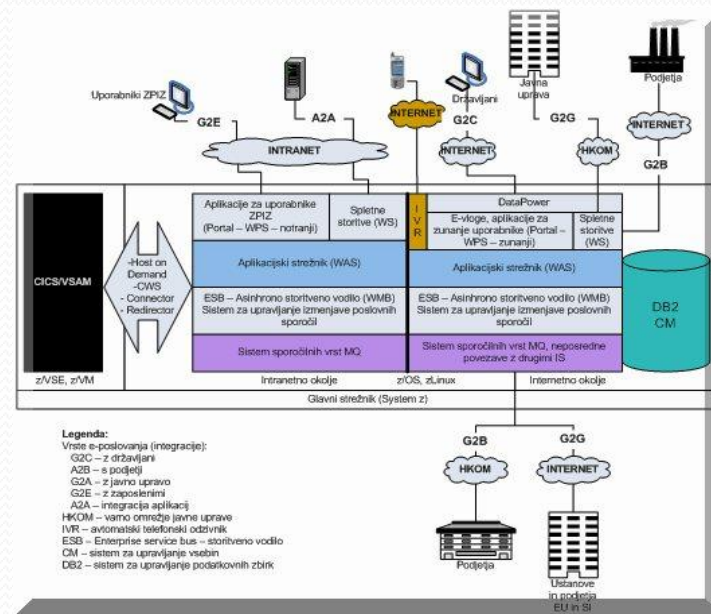 Uporabniki ZPIZ
G2E
A2A
INTRANET
INTERNET
Državljani
G2C
INTERNET
Javna
uprava
G2G
HKOM
Podjetja
INTERNET
G2B
CICS/VSAM
-Host on
Demand
-CWS
- Connector
- Redirector
Aplikacije za uporabnike
ZPIZ
(Portal – WPS – notranji)
Spletne
storitve (WS)
I
V
R
DataPower
E-vloge, aplikacije za
zunanje uporabnike (Portal –
WPS – zunanji)
Spletne
storitve
(WS)
Aplikacijski strežnik (WAS)
Aplikacijski strežnik (WAS)
ESB – Asinhrono storitveno vodilo (WMB)
Sistem za upravljanje izmenjave poslovnih
sporočil
ESB – Asinhrono storitveno vodilo (WMB)
Sistem za upravljanje izmenjave poslovnih
sporočil
Sistem sporočilnih vrst MQ
Sistem sporočilnih vrst MQ, neposredne
povezave z drugimi IS
DB2
CM
z/VSE, z/VM
Intranetno okolje
z/OS, zLinux
Internetno okolje
Glavni strežnik (System z)
G2B
HKOM
Podjetja
G2G
INTERNET
Ustanove
in podjetja
EU in SI
Legenda:
Vrste e-poslovanja (integracije):
G2C – z državljani
A2B – s podjetji
G2A – z javno upravo
G2E – z zaposlenimi
A2A – integracija aplikacij
HKOM – varno omrežje javne uprave
IVR – avtomatski telefonski odzivnik
ESB – Enterprise service bus – storitveno vodilo
CM – sistem za upravljanje vsebin
DB2 – sistem za upravljanje podatkovnih zbirk